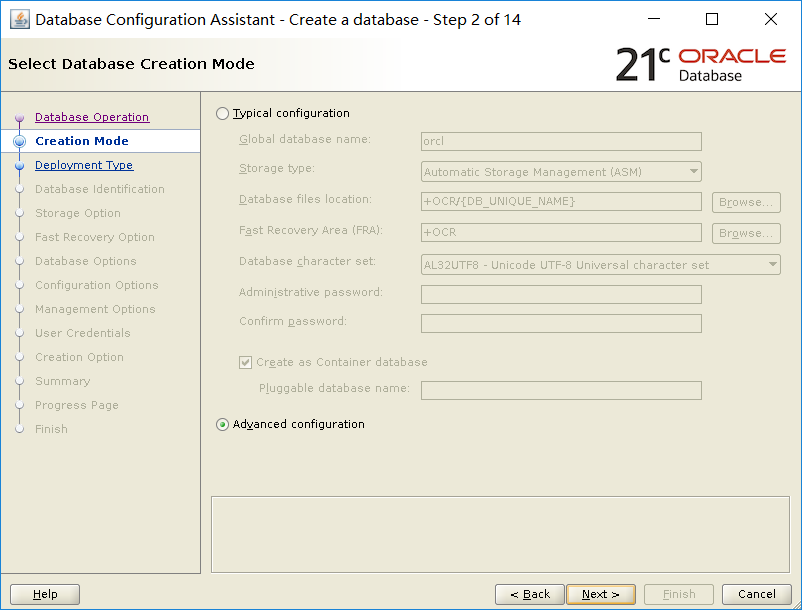 Database Configuration Assistant - Create a database - Step 2 of 14
Select Database Creation Mode
21c ORACLE
Database
Database Operation
Creation Mode
Deployment Type
Database Identification
Storage Option
Fast Recovery Option
Database Options
Configuration Options
Management Options
User Credentials
Creation Option
Summary
Progress Page
Finish
Typical configuration
Global database name: orcl
Storage type: Automatic Storage Management (ASM)
Database files location: +OCR/{DB_UNIQUE_NAME} Browse...
Fast Recovery Area (FRA): +OCR Browse...
Database character set: AL32UTF8 - Unicode UTF-8 Universal character set
Administrative password:
Confirm password:
Create as Container database
Pluggable database name:
Advanced configuration
Help < Back Next > Finish Cancel